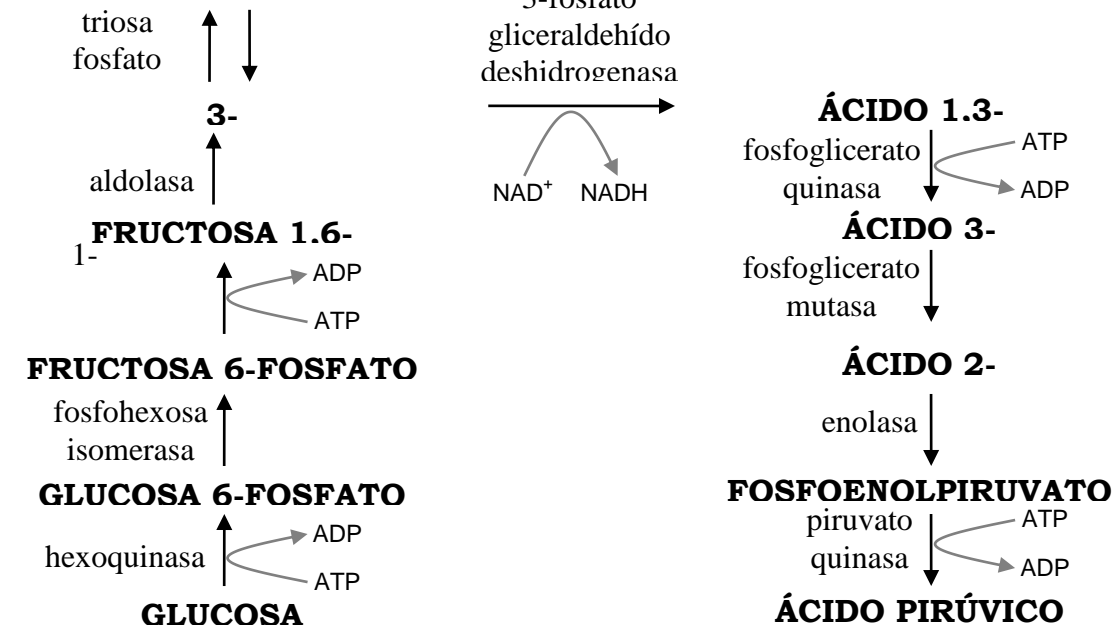 triosa
fosfato
3-
aldolasa
FRUCTOSA 1,6-
1-
ADP
ATP
FRUCTOSA 6-FOSFATO
fosfohexosa
isomerasa
GLUCOSA 6-FOSFATO
hexoquinasa
ADP
ATP
GLUCOSA
3-fosfato
gliceraldehído
deshidrogenasa
NAD+ NADH
ÁCIDO 1,3-
fosfoglicerato
quinasa
ATP
ADP
ÁCIDO 3-
fosfoglicerato
mutasa
ÁCIDO 2-
enolasa
FOSFOENOLPIRUVATO
piruvato
quinasa
ATP
ADP
ÁCIDO PIRÚVICO